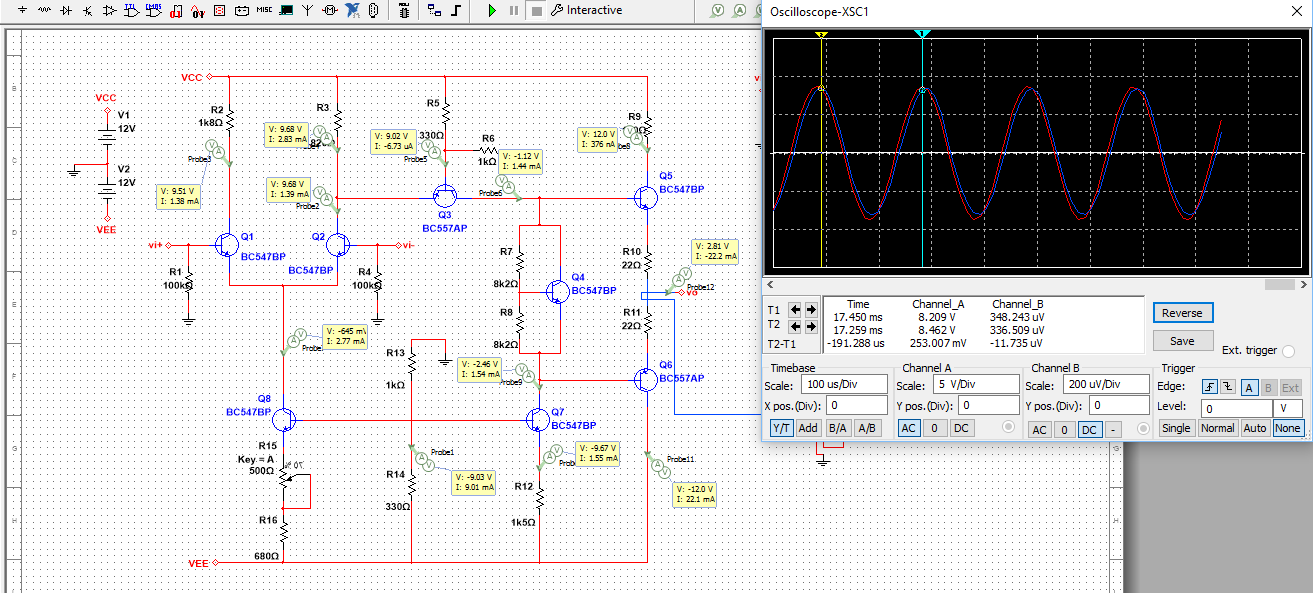 Interactive
Oscilloscope-XSC1
VCC
VCC
V1
12V
V2
12V
VEE
R2
1k8Ω
R3
R5
330Ω
R6
1kΩ
R9
V: 9.68 V
I: 2.83 mA
V: 9.02 V
I: -6.73 uA
V: -1.12 V
I: 1.44 mA
V: 12.0 V
I: 376 nA
Probe3
Probe5
Probe6
V: 9.51 V
I: 1.38 mA
V: 9.68 V
I: 1.39 mA
Probe2
Q3
BC557AP
Q5
BC547BP
vi+
Q1
BC547BP
Q2
BC547BP
vi-
R1
100kΩ
R4
100kΩ
R7
8k2Ω
Q4
BC547BP
R8
8k2Ω
R10
22Ω
V: 2.81 V
I: -22.2 mA
Probe12
vo
R11
22Ω
V: -645 mV
I: 2.77 mA
Probe
R13
1kΩ
V: -2.46 V
I: 1.54 mA
Probe9
Q6
BC557AP
Q8
BC547BP
Q7
BC547BP
R15
Key = A
500Ω
Probe1
V: -9.03 V
I: 9.01 mA
V: -9.67 V
I: 1.55 mA
Prob
Probe11
V: -12.0 V
I: 22.1 mA
R14
330Ω
R12
1k5Ω
R16
680Ω
VEE
T1
T2
T2-T1
Time Channel_A Channel_B
17.450 ms 8.209 V 348.243 uV
17.259 ms 8.462 V 336.509 uV
-191.288 us 253.007 mV -11.735 uV
Reverse
Save
Ext. trigger
Timebase
Scale: 100 us/Div
X pos.(Div): 0
Y/T Add B/A A/B
Channel A
Scale: 5 V/Div
Y pos.(Div): 0
AC 0 DC
Channel B
Scale: 200 uV/Div
Y pos.(Div): 0
AC 0 DC -
Trigger
Edge: A B Ext
Level: 0 V
Single Normal Auto None